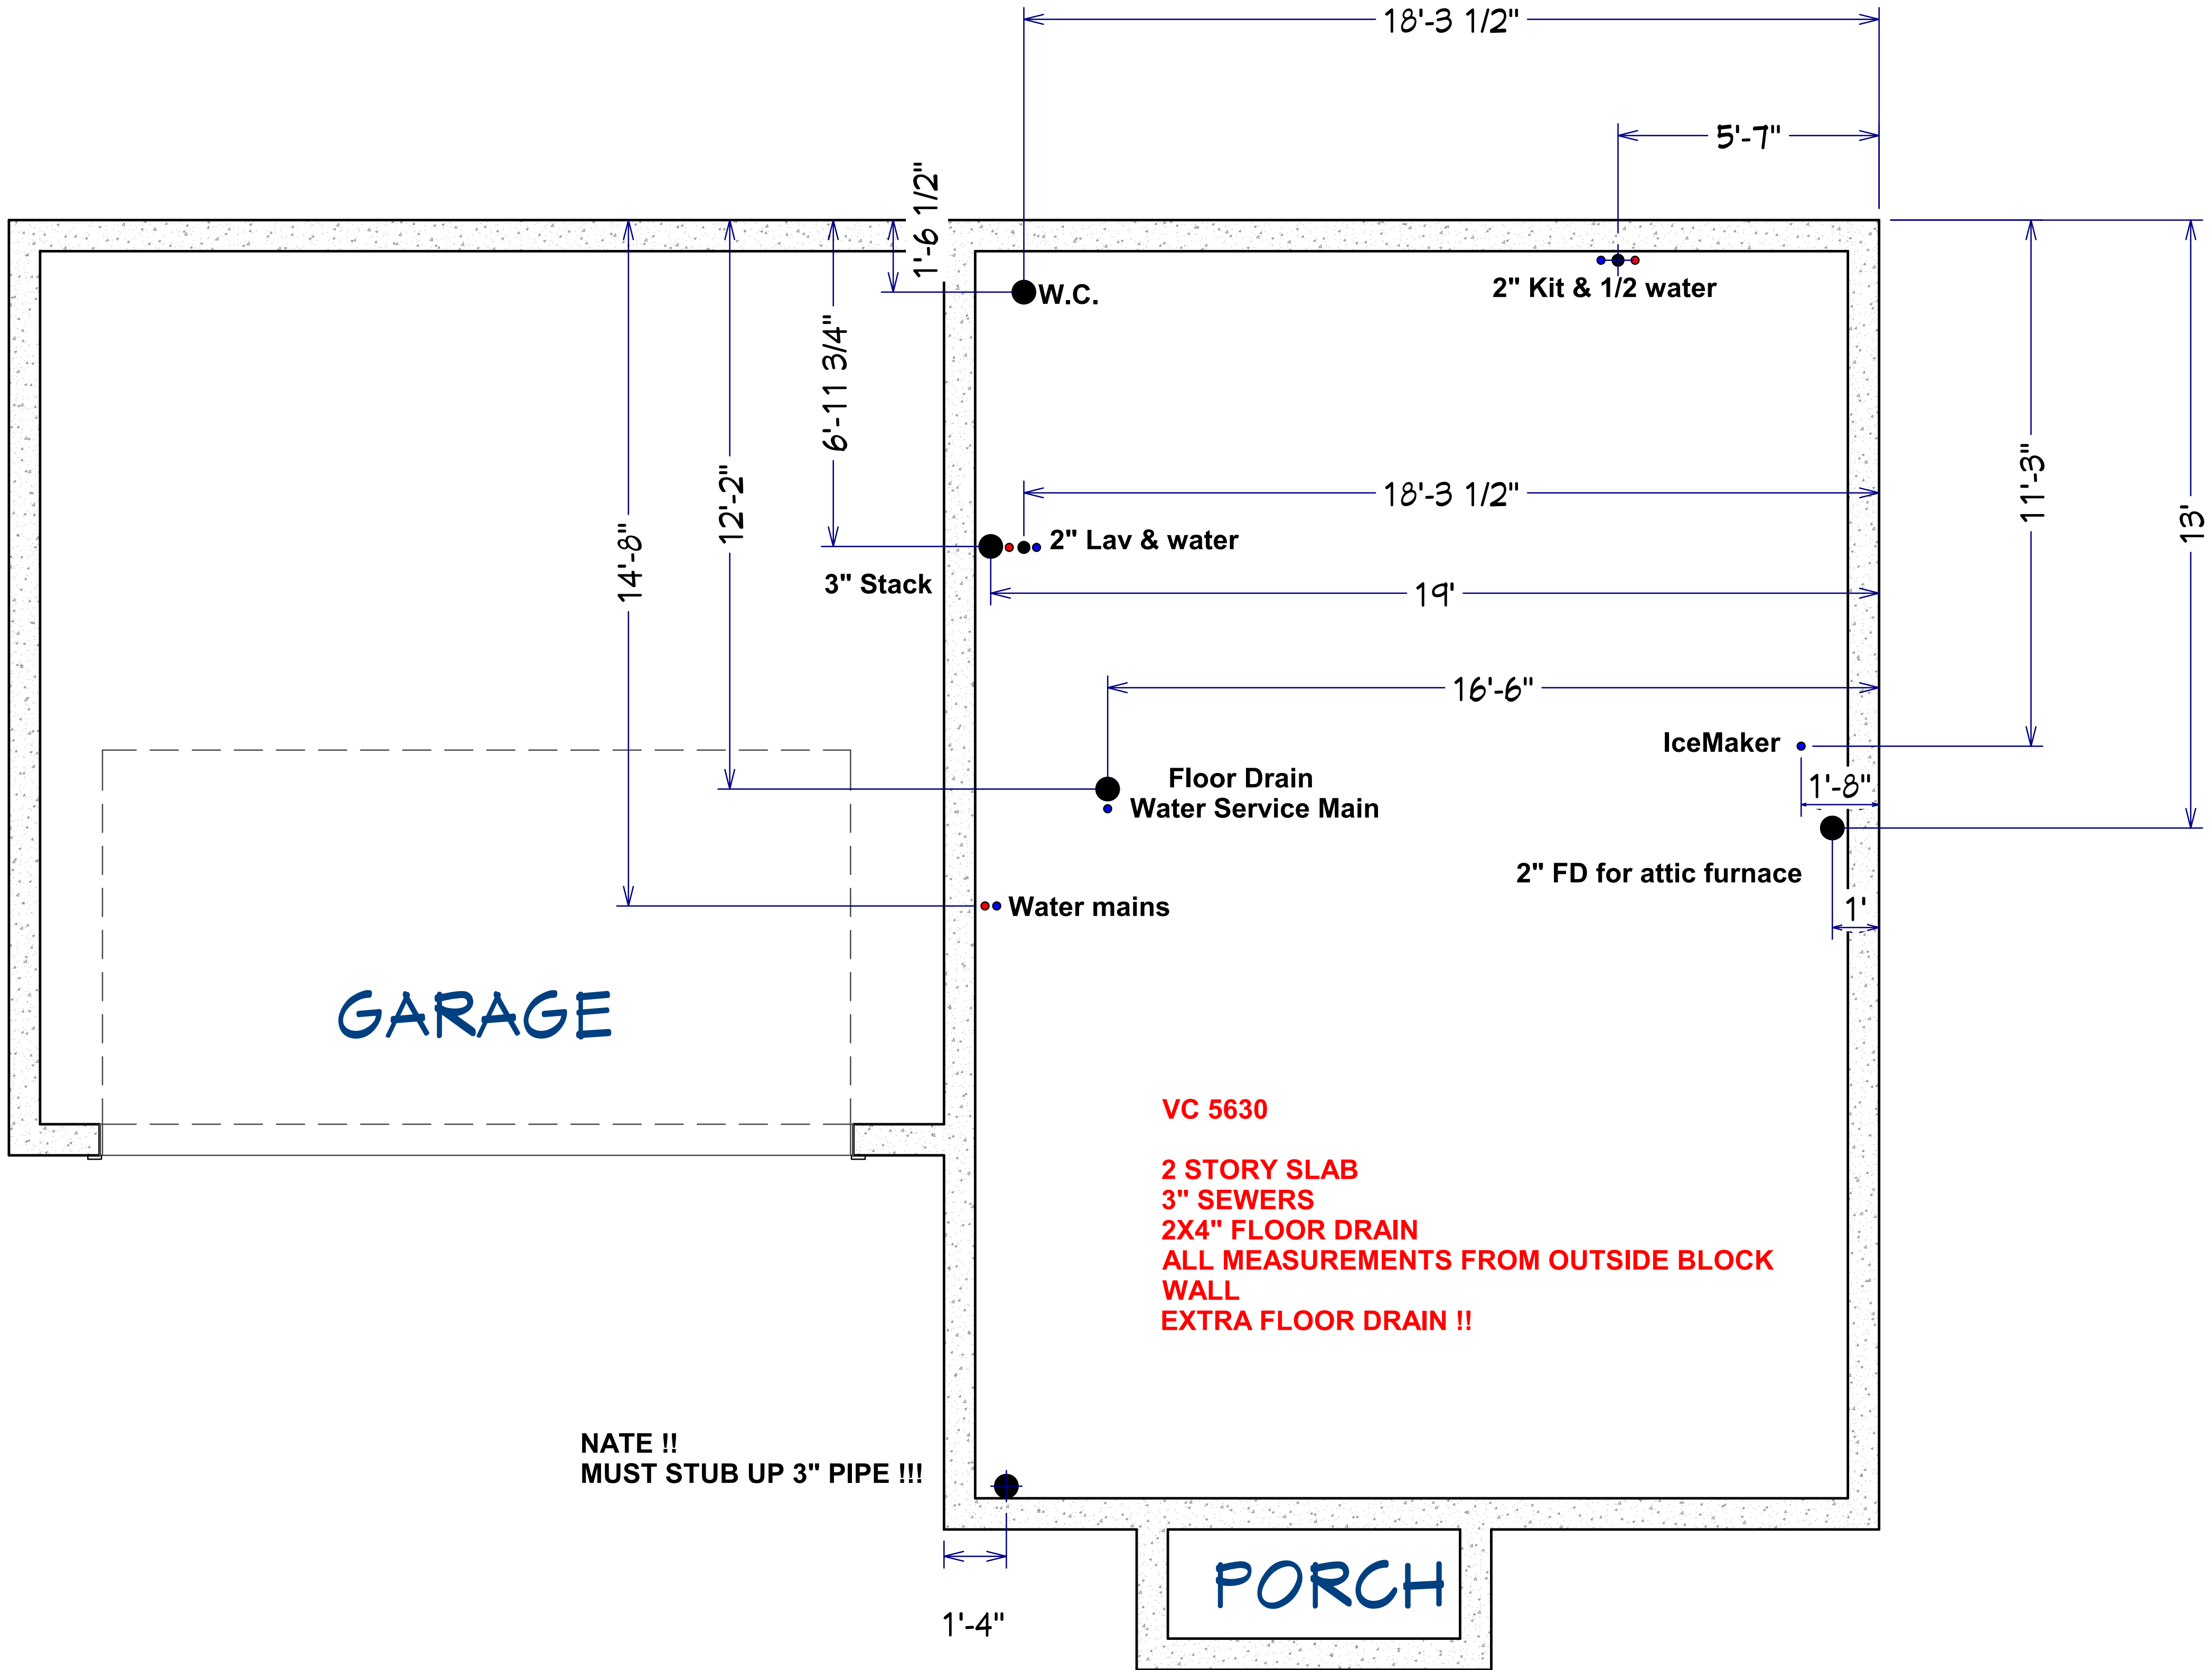 18'-3 1/2"
5'-7"
1'-6 1/2"
W.C.
2" Kit & 1/2 water
6'-11 3/4"
12'-2"
14'-8"
11'-3"
13'
18'-3 1/2"
2" Lav & water
3" Stack
19'
16'-6"
IceMaker
1'-8"
Floor Drain
Water Service Main
2" FD for attic furnace
1'
Water mains
GARAGE
VC 5630
2 STORY SLAB
3" SEWERS
2X4" FLOOR DRAIN
ALL MEASUREMENTS FROM OUTSIDE BLOCK
WALL
EXTRA FLOOR DRAIN !!
NATE !!
MUST STUB UP 3" PIPE !!!
PORCH
1'-4"